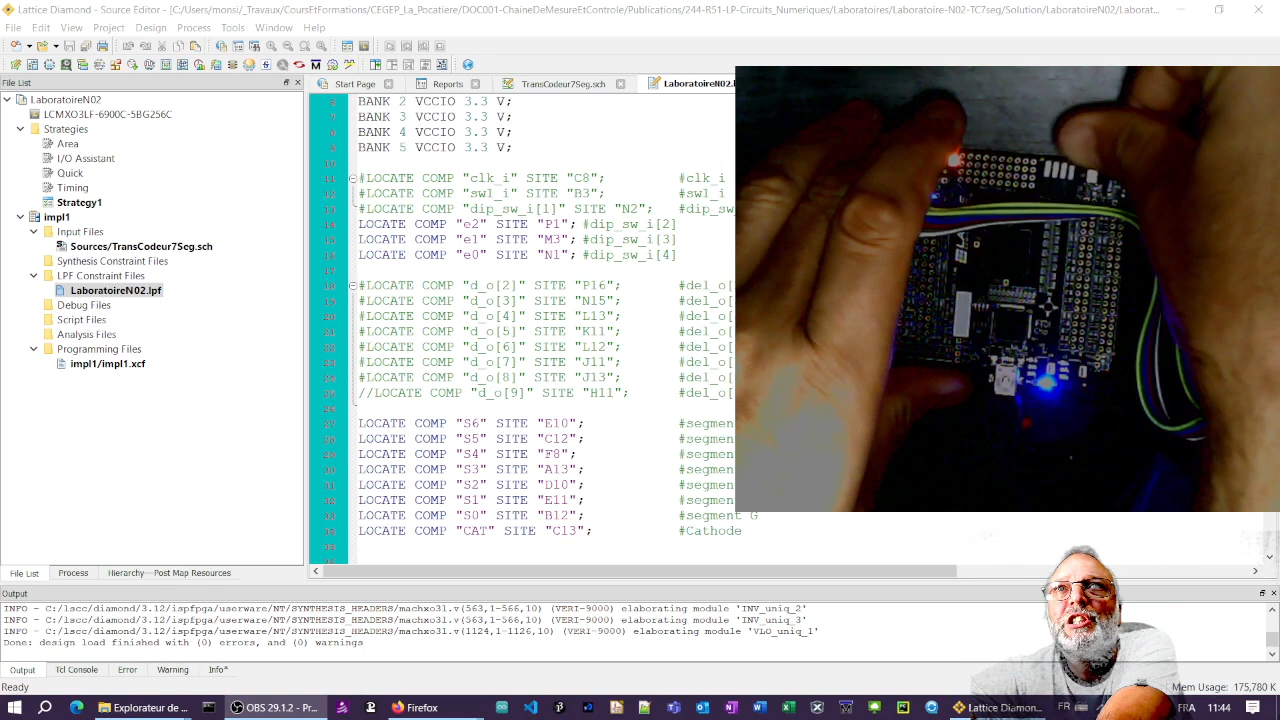 Lattice Diamond - Source Editor - [C:/Users/monsi/_Travaux/CoursEtFormations/CEGEP_La_Pocatiere/DOC001-ChaineDeMesureEtControle/Publications/244-R51-LP-Circuits_Numeriques/Laboratoires/Laboratoire-N02-TC7seg/Solution/LaboratoireN02/Laborat...
File Edit View Project Design Process Tools Window Help
File List
Start Page Reports TransCodeur7Seg.sch LaboratoireN02.l
LaboratoireN02
LCMXO3LF-6900C-5BG256C
Strategies
Area
I/O Assistant
Quick
Timing
Strategy1
impl1
Input Files
Sources/TransCodeur7Seg.sch
Synthesis Constraint Files
LPF Constraint Files
LaboratoireN02.lpf
Debug Files
Script Files
Analysis Files
Programming Files
impl1/impl1.xcf
BANK 2 VCCIO 3.3 V;
BANK 3 VCCIO 3.3 V;
BANK 4 VCCIO 3.3 V;
BANK 5 VCCIO 3.3 V;
#LOCATE COMP "clk_i" SITE "C8"; #clk_i
#LOCATE COMP "sw1_i" SITE "B3"; #sw1_i
#LOCATE COMP "dip_sw_i[1]" SITE "N2"; #dip_sw_
LOCATE COMP "e2" SITE "P1"; #dip_sw_i[2]
LOCATE COMP "e1" SITE "M3"; #dip_sw_i[3]
LOCATE COMP "e0" SITE "N1"; #dip_sw_i[4]
#LOCATE COMP "d_o[2]" SITE "P16"; #del_o[
#LOCATE COMP "d_o[3]" SITE "N15"; #del_o[
#LOCATE COMP "d_o[4]" SITE "L13"; #del_o[
#LOCATE COMP "d_o[5]" SITE "K11"; #del_o[
#LOCATE COMP "d_o[6]" SITE "L12"; #del_o[
#LOCATE COMP "d_o[7]" SITE "J11"; #del_o[
#LOCATE COMP "d_o[8]" SITE "J13"; #del_o[
//LOCATE COMP "d_o[9]" SITE "H11"; #del_o[
LOCATE COMP "S6" SITE "E10"; #segment
LOCATE COMP "S5" SITE "C12"; #segment
LOCATE COMP "S4" SITE "F8"; #segment
LOCATE COMP "S3" SITE "A13"; #segment
LOCATE COMP "S2" SITE "D10"; #segment
LOCATE COMP "S1" SITE "E11"; #segment
LOCATE COMP "S0" SITE "B12"; #segment G
LOCATE COMP "CAT" SITE "C13"; #Cathode
File List Process Hierarchy—Post Map Resources
Output
INFO - C:/lscc/diamond/3.12/ispfpga/userware/NT/SYNTHESIS_HEADERS/machxo3l.v(563,1-566,10) (VERI-9000) elaborating module 'INV_uniq_2'
INFO - C:/lscc/diamond/3.12/ispfpga/userware/NT/SYNTHESIS_HEADERS/machxo3l.v(563,1-566,10) (VERI-9000) elaborating module 'INV_uniq_3'
INFO - C:/lscc/diamond/3.12/ispfpga/userware/NT/SYNTHESIS_HEADERS/machxo3l.v(1124,1-1126,10) (VERI-9000) elaborating module 'VLO_uniq_1'
Done: design load finished with (0) errors, and (0) warnings
Output Tcl Console Error Warning Info*
Ready Mem Usage: 175,780 K
Explorateur de ... OBS 29.1.2 - Pr... Firefox Lattice Diamon... FR FRA 11:44